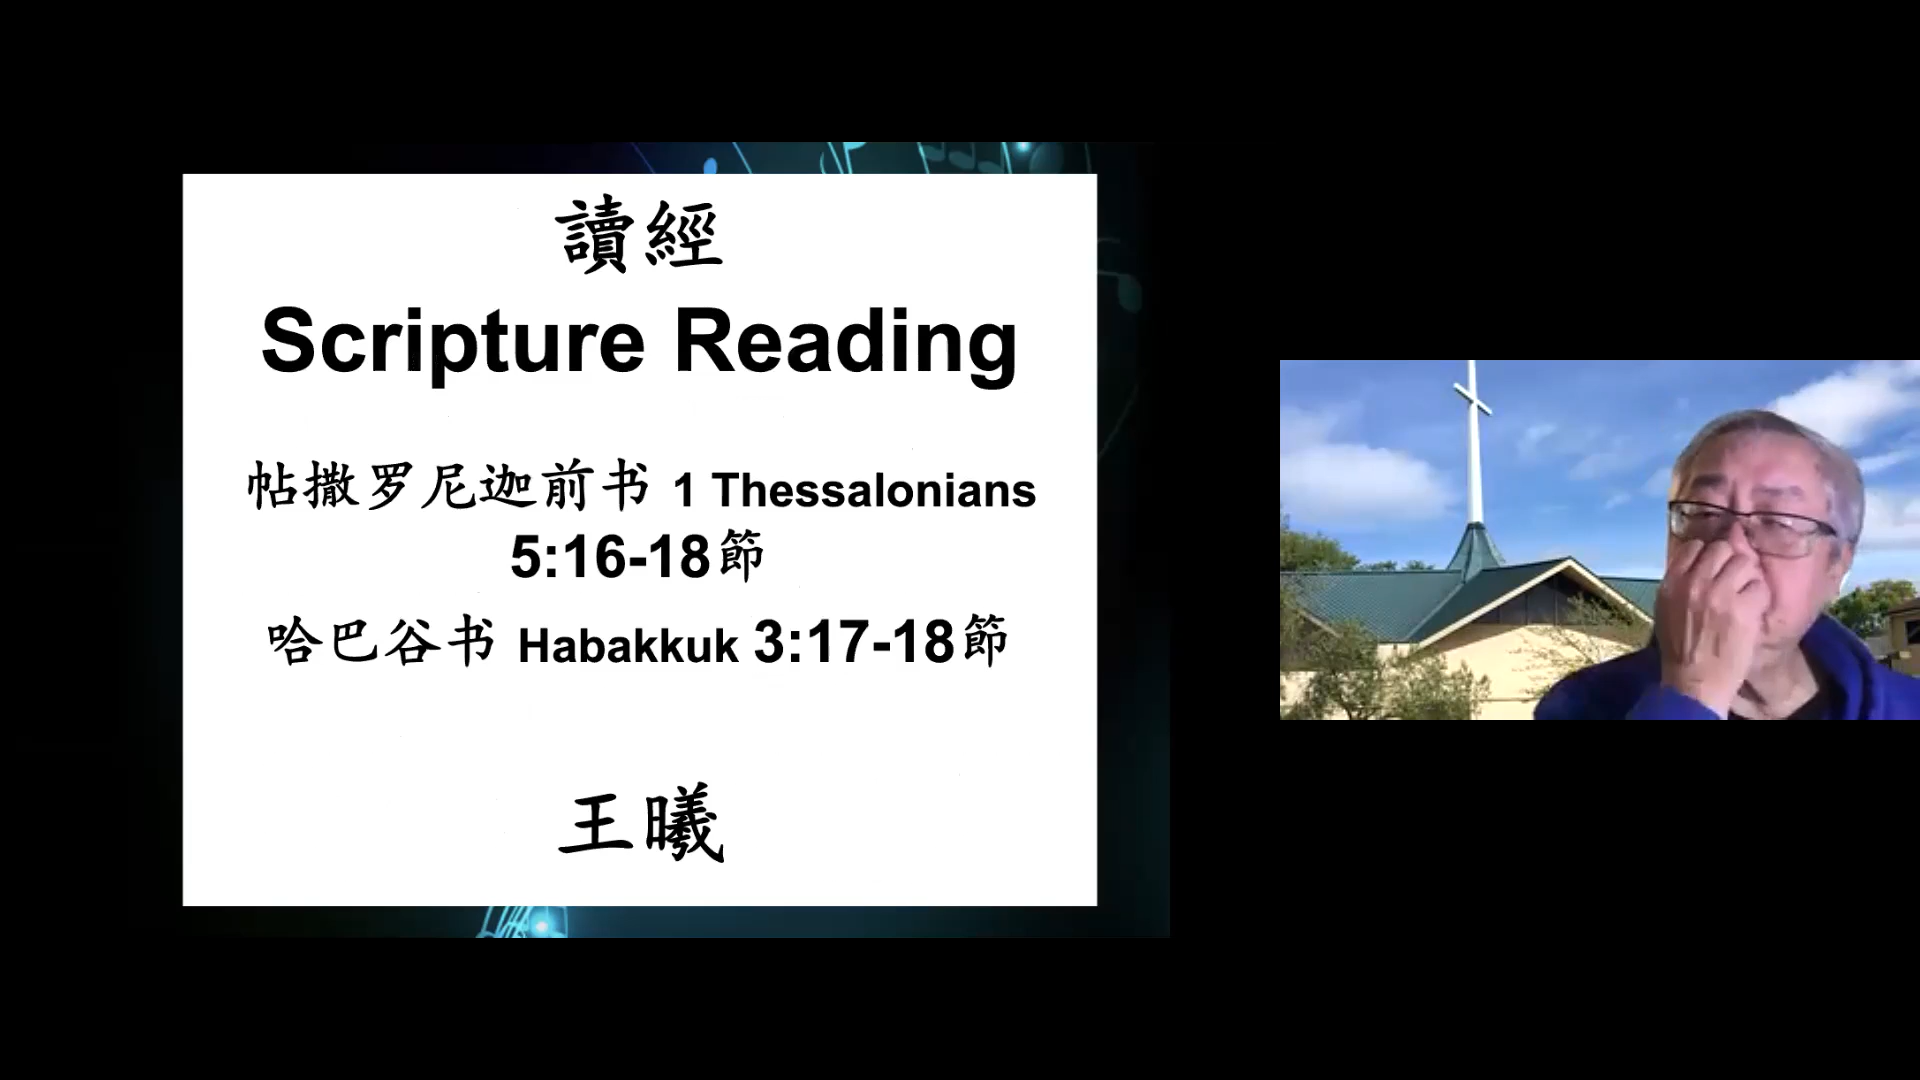 讀經
Scripture Reading
帖撒罗尼迦前书 1 Thessalonians
5:16-18節
哈巴谷书 Habakkuk 3:17-18節
王曦